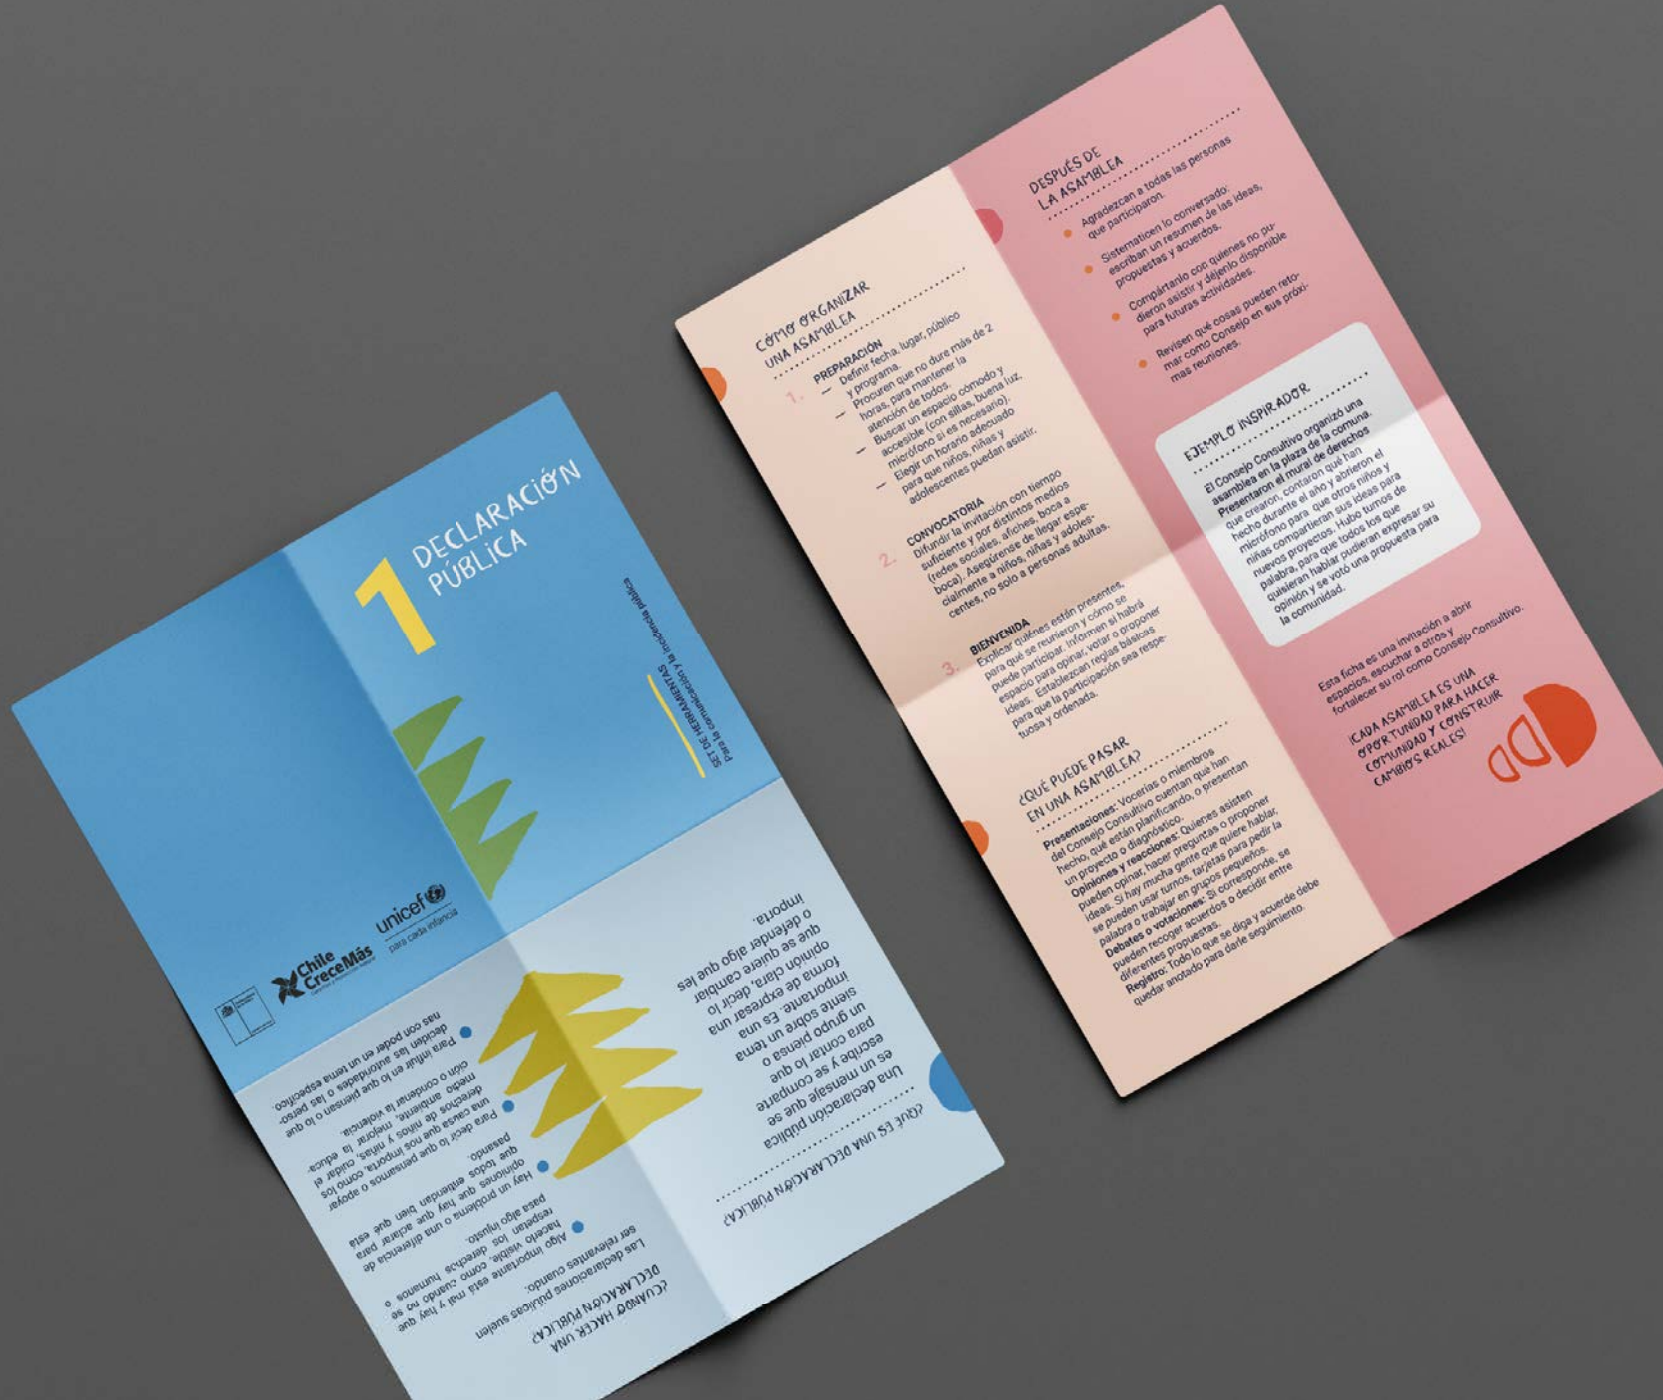 1
DECLARACIÓN
PÚBLICA
SET DE HERRAMIENTAS
Para la comunicación y la incidencia pública
Chile
CreceMás
unicef
para cada infancia
¿QUÉ ES UNA DECLARACIÓN PÚBLICA?
Una declaración pública
es un mensaje que se
escribe y se comparte
para contar lo que
un grupo piensa o
siente sobre un tema
importante. Es una
forma de expresar una
opinión clara, decir lo
que se quiere cambiar
o defender algo que les
importa.
¿CUÁNDO HACER UNA
DECLARACIÓN PÚBLICA?
Las declaraciones públicas suelen
ser relevantes cuando:
Algo importante está mal y hay que
hacerlo visible, como cuando no se
respetan los derechos humanos o
pasa algo injusto.
Hay un problema o una diferencia de
opiniones que hay que aclarar para
que todos entiendan bien qué está
pasando.
Para decir lo que pensamos o apoyar
una causa que nos importa, como los
derechos de niños y niñas, cuidar el
medio ambiente, mejorar la educa-
ción o condenar la violencia.
Para influir en lo que piensan o lo que
deciden las autoridades o las perso-
nas con poder en un tema específico
CÓMO ORGANIZAR
UNA ASAMBLEA
1. PREPARACIÓN
— Definir fecha, lugar, público
y programa.
— Procuren que no dure más de 2
horas, para mantener la
atención de todos.
— Buscar un espacio cómodo y
accesible (con sillas, buena luz,
micrófono si es necesario).
— Elegir un horario adecuado
para que niños, niñas y
adolescentes puedan asistir.
2. CONVOCATORIA
Difundir la invitación con tiempo
suficiente y por distintos medios
(redes sociales, afiches, boca a
boca). Asegúrense de llegar espe-
cialmente a niños, niñas y adoles-
centes, no solo a personas adultas.
3. BIENVENIDA
Explicar quiénes están presentes,
para qué se reunieron y cómo se
puede participar. Informen si habrá
espacio para opinar, votar o proponer
ideas. Establezcan reglas básicas
para que la participación sea respe-
tuosa y ordenada.
¿QUÉ PUEDE PASAR
EN UNA ASAMBLEA?
Presentaciones: Vocerías o miembros
del Consejo Consultivo cuentan qué han
hecho, qué están planificando, o presentan
un proyecto o diagnóstico.
Opiniones y reacciones: Quienes asisten
pueden opinar, hacer preguntas o proponer
ideas. Si hay mucha gente que quiere hablar,
se pueden usar turnos, tarjetas para pedir la
palabra o trabajar en grupos pequeños.
Debates o votaciones: Si corresponde, se
pueden recoger acuerdos o decidir entre
diferentes propuestas.
Registro: Todo lo que se diga y acuerde debe
quedar anotado para darle seguimiento.
DESPUÉS DE
LA ASAMBLEA
Agradezcan a todas las personas
que participaron.
Sistematicen lo conversado:
escriban un resumen de las ideas,
propuestas y acuerdos.
Compártanlo con quienes no pu-
dieron asistir y déjenlo disponible
para futuras actividades.
Revisen qué cosas pueden reto-
mar como Consejo en sus próxi-
mas reuniones.
EJEMPLO INSPIRADOR
El Consejo Consultivo organizó una
asamblea en la plaza de la comuna.
Presentaron el mural de derechos
que crearon, contaron qué han
hecho durante el año y abrieron el
micrófono para que otros niños y
niñas compartieran sus ideas para
nuevos proyectos. Hubo turnos de
palabra, para que todos los que
quisieran hablar pudieran expresar su
opinión y se votó una propuesta para
la comunidad.
Esta ficha es una invitación a abrir
espacios, escuchar a otros y
fortalecer su rol como Consejo Consultivo.
¡CADA ASAMBLEA ES UNA
OPORTUNIDAD PARA HACER
COMUNIDAD Y CONSTRUIR
CAMBIOS REALES!